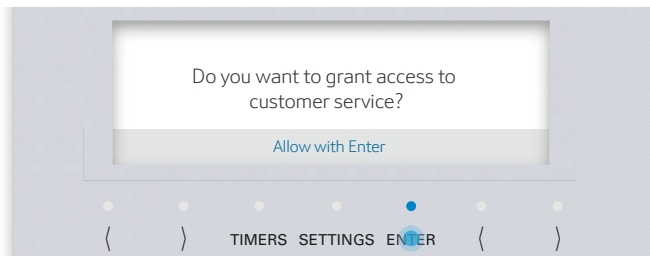 Do you want to grant access to
customer service?
Allow with Enter
⟨ ⟩ TIMERS SETTINGS ENTER ⟨ ⟩